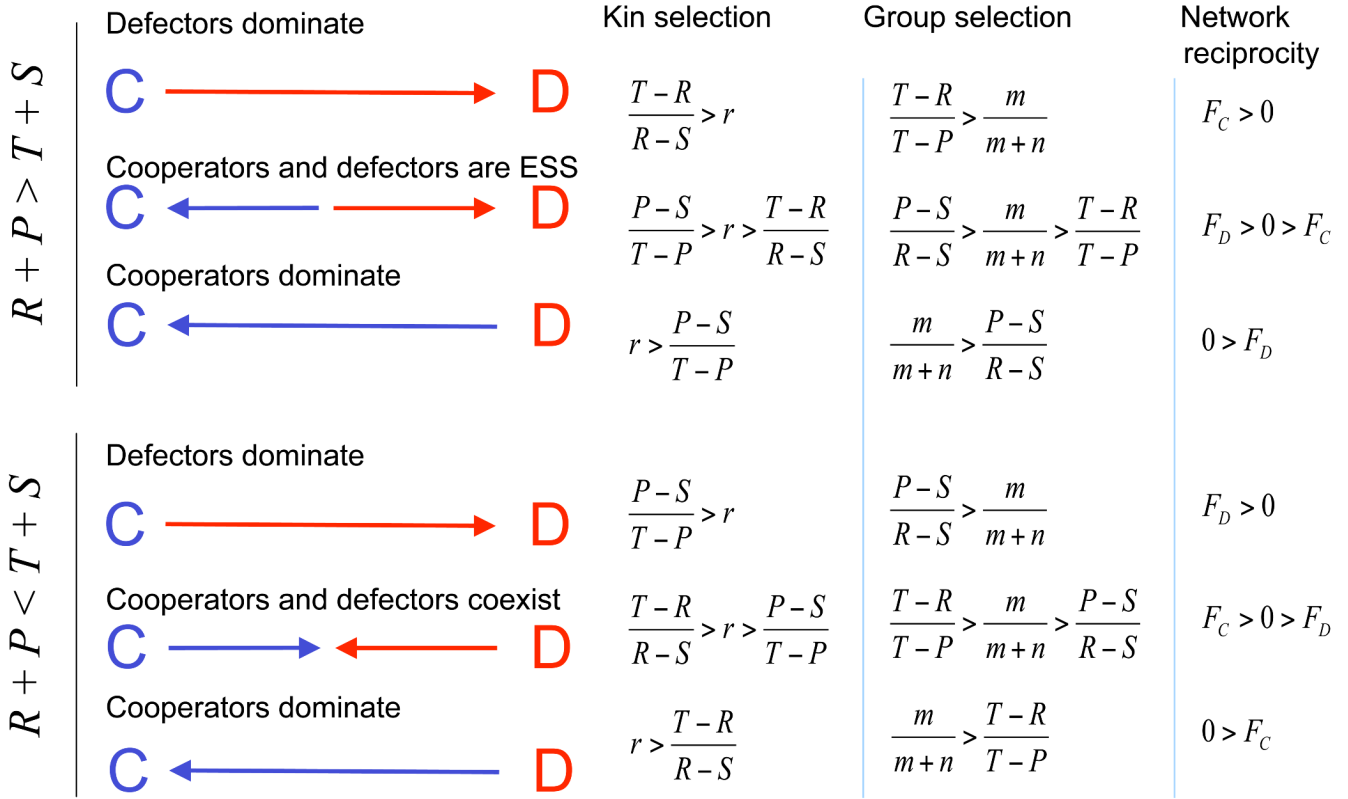 Kin selection
Group selection
Network
reciprocity
R + P > T + S
Defectors dominate
C D
(T − R)/(R − S) > r
(T − R)/(T − P) > m/(m + n)
F_C > 0
Cooperators and defectors are ESS
C D
(P − S)/(T − P) > r > (T − R)/(R − S)
(P − S)/(R − S) > m/(m + n) > (T − R)/(T − P)
F_D > 0 > F_C
Cooperators dominate
C D
r > (P − S)/(T − P)
m/(m + n) > (P − S)/(R − S)
0 > F_D
R + P < T + S
Defectors dominate
C D
(P − S)/(T − P) > r
(P − S)/(R − S) > m/(m + n)
F_D > 0
Cooperators and defectors coexist
C D
(T − R)/(R − S) > r > (P − S)/(T − P)
(T − R)/(T − P) > m/(m + n) > (P − S)/(R − S)
F_C > 0 > F_D
Cooperators dominate
C D
r > (T − R)/(R − S)
m/(m + n) > (T − R)/(T − P)
0 > F_C